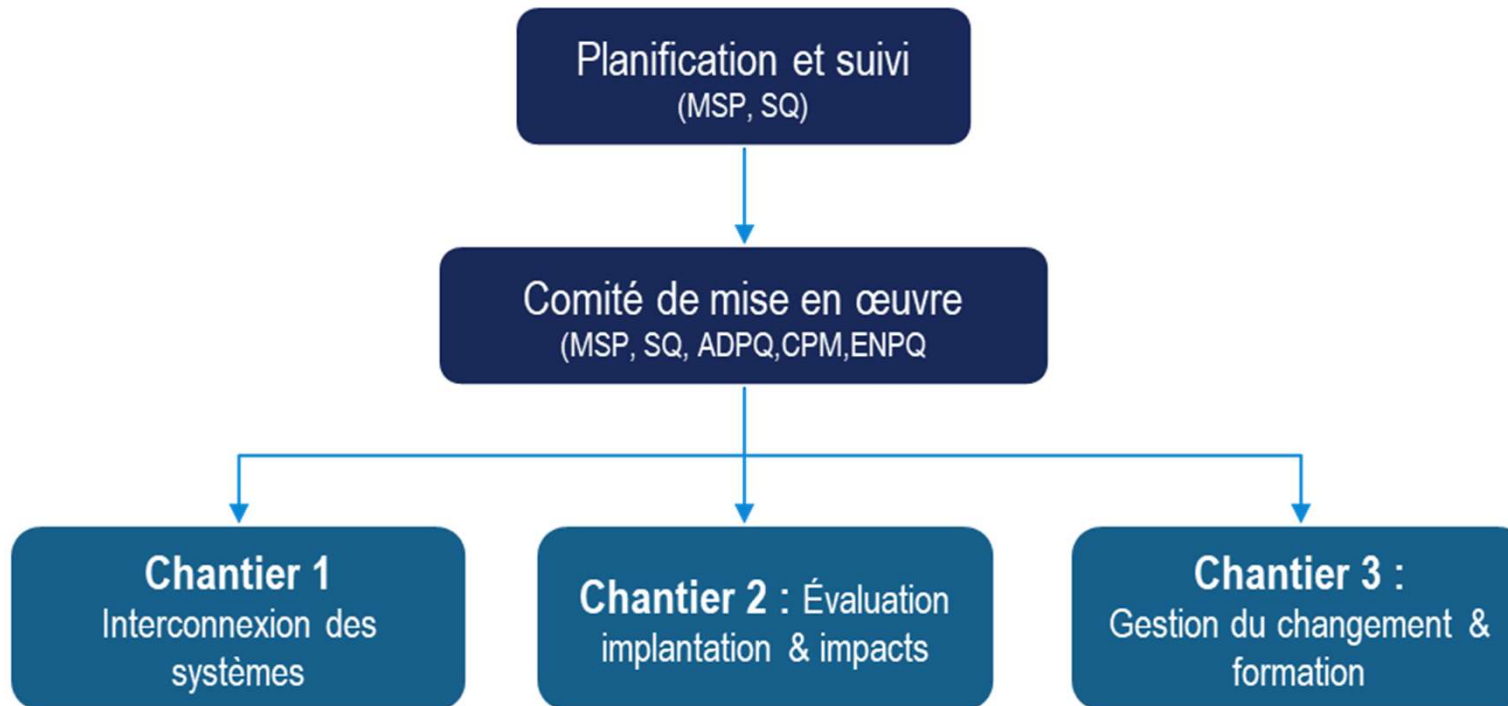 Planification et suivi
(MSP, SQ)
Comité de mise en œuvre
(MSP, SQ, ADPQ,CPM,ENPQ
Chantier 1
Interconnexion des
systèmes
Chantier 2 : Évaluation
implantation & impacts
Chantier 3 :
Gestion du changement &
formation